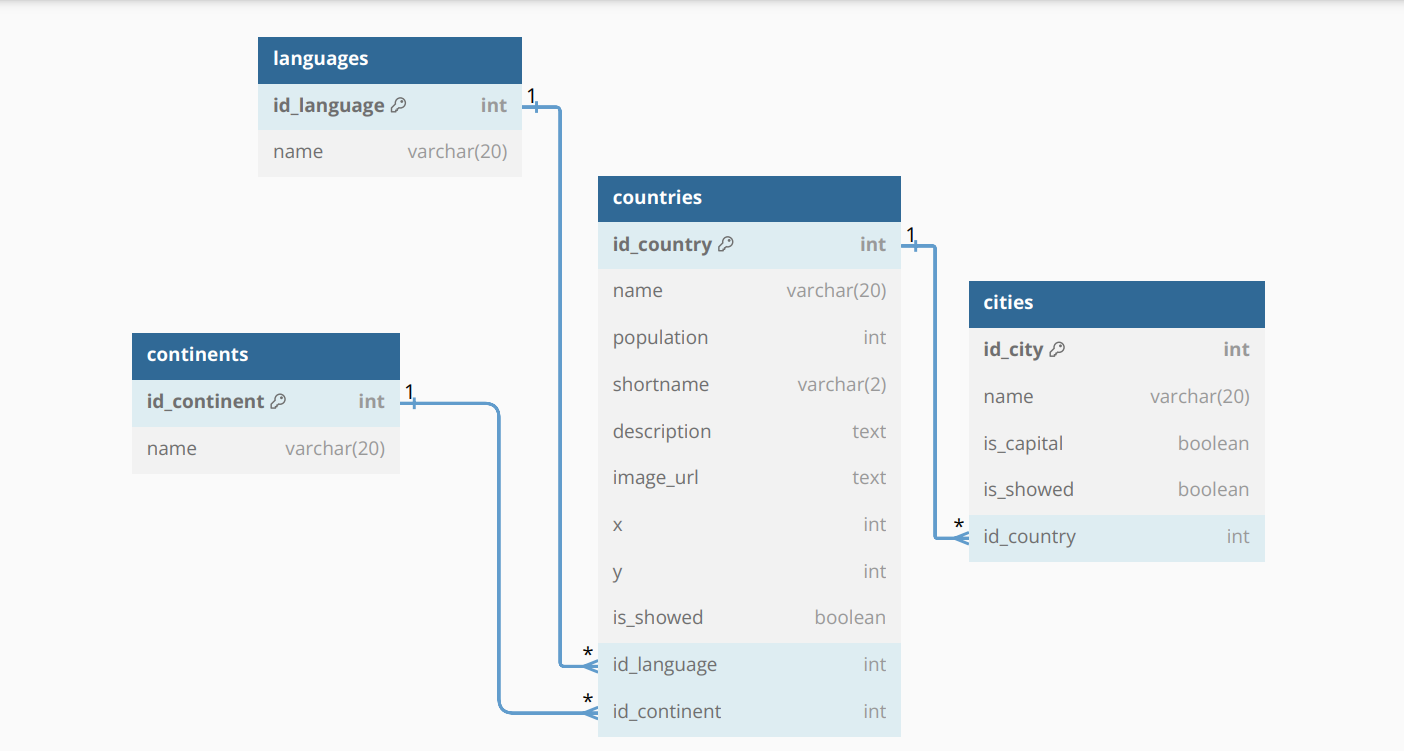 languages
id_language int
name varchar(20)
1
continents
id_continent int
name varchar(20)
1
countries
id_country int
name varchar(20)
population int
shortname varchar(2)
description text
image_url text
x int
y int
is_showed boolean
* id_language int
* id_continent int
1
cities
id_city int
name varchar(20)
is_capital boolean
is_showed boolean
* id_country int